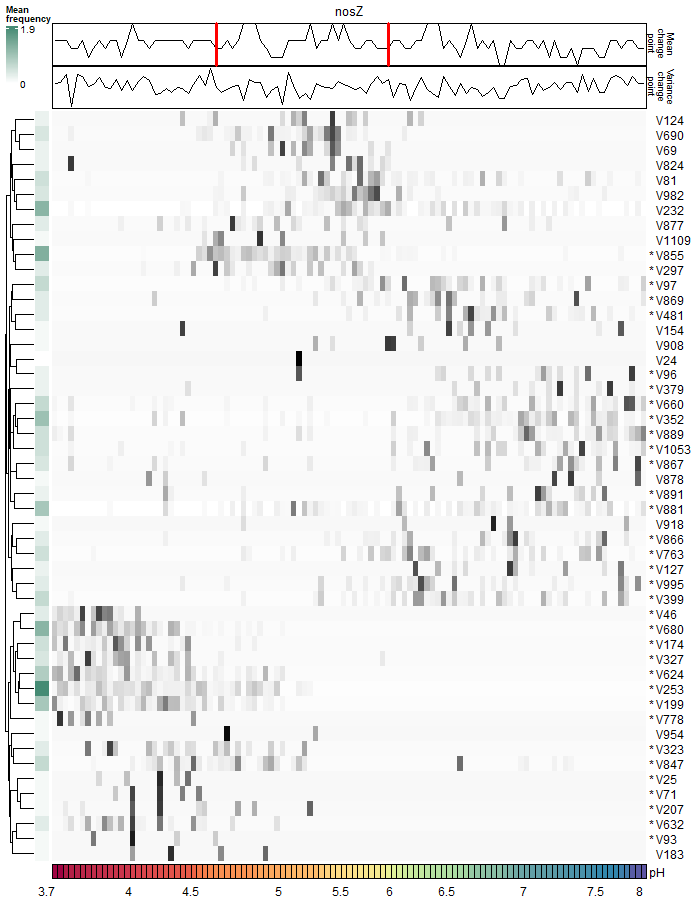 nosZ
Mean
frequency
1.9
0
Mean
change
point
Variance
change
point
V124
V690
V69
V824
V81
V982
V232
V877
V1109
* V855
* V297
* V97
* V869
* V481
V154
V908
V24
* V96
* V379
* V660
* V352
* V889
* V1053
* V867
V878
* V891
* V881
V918
* V866
* V763
* V127
* V995
* V399
* V46
* V680
* V174
* V327
* V624
* V253
* V199
* V778
V954
* V323
* V847
* V25
* V71
* V207
* V632
* V93
V183
pH
3.7 4 4.5 5 5.5 6 6.5 7 7.5 8